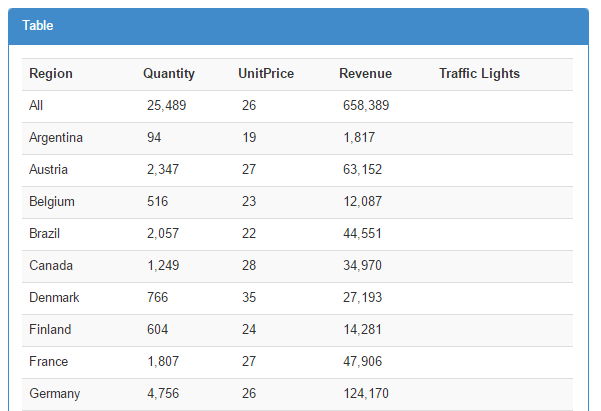 Table
Region Quantity UnitPrice Revenue Traffic Lights
All 25,489 26 658,389
Argentina 94 19 1,817
Austria 2,347 27 63,152
Belgium 516 23 12,087
Brazil 2,057 22 44,551
Canada 1,249 28 34,970
Denmark 766 35 27,193
Finland 604 24 14,281
France 1,807 27 47,906
Germany 4,756 26 124,170